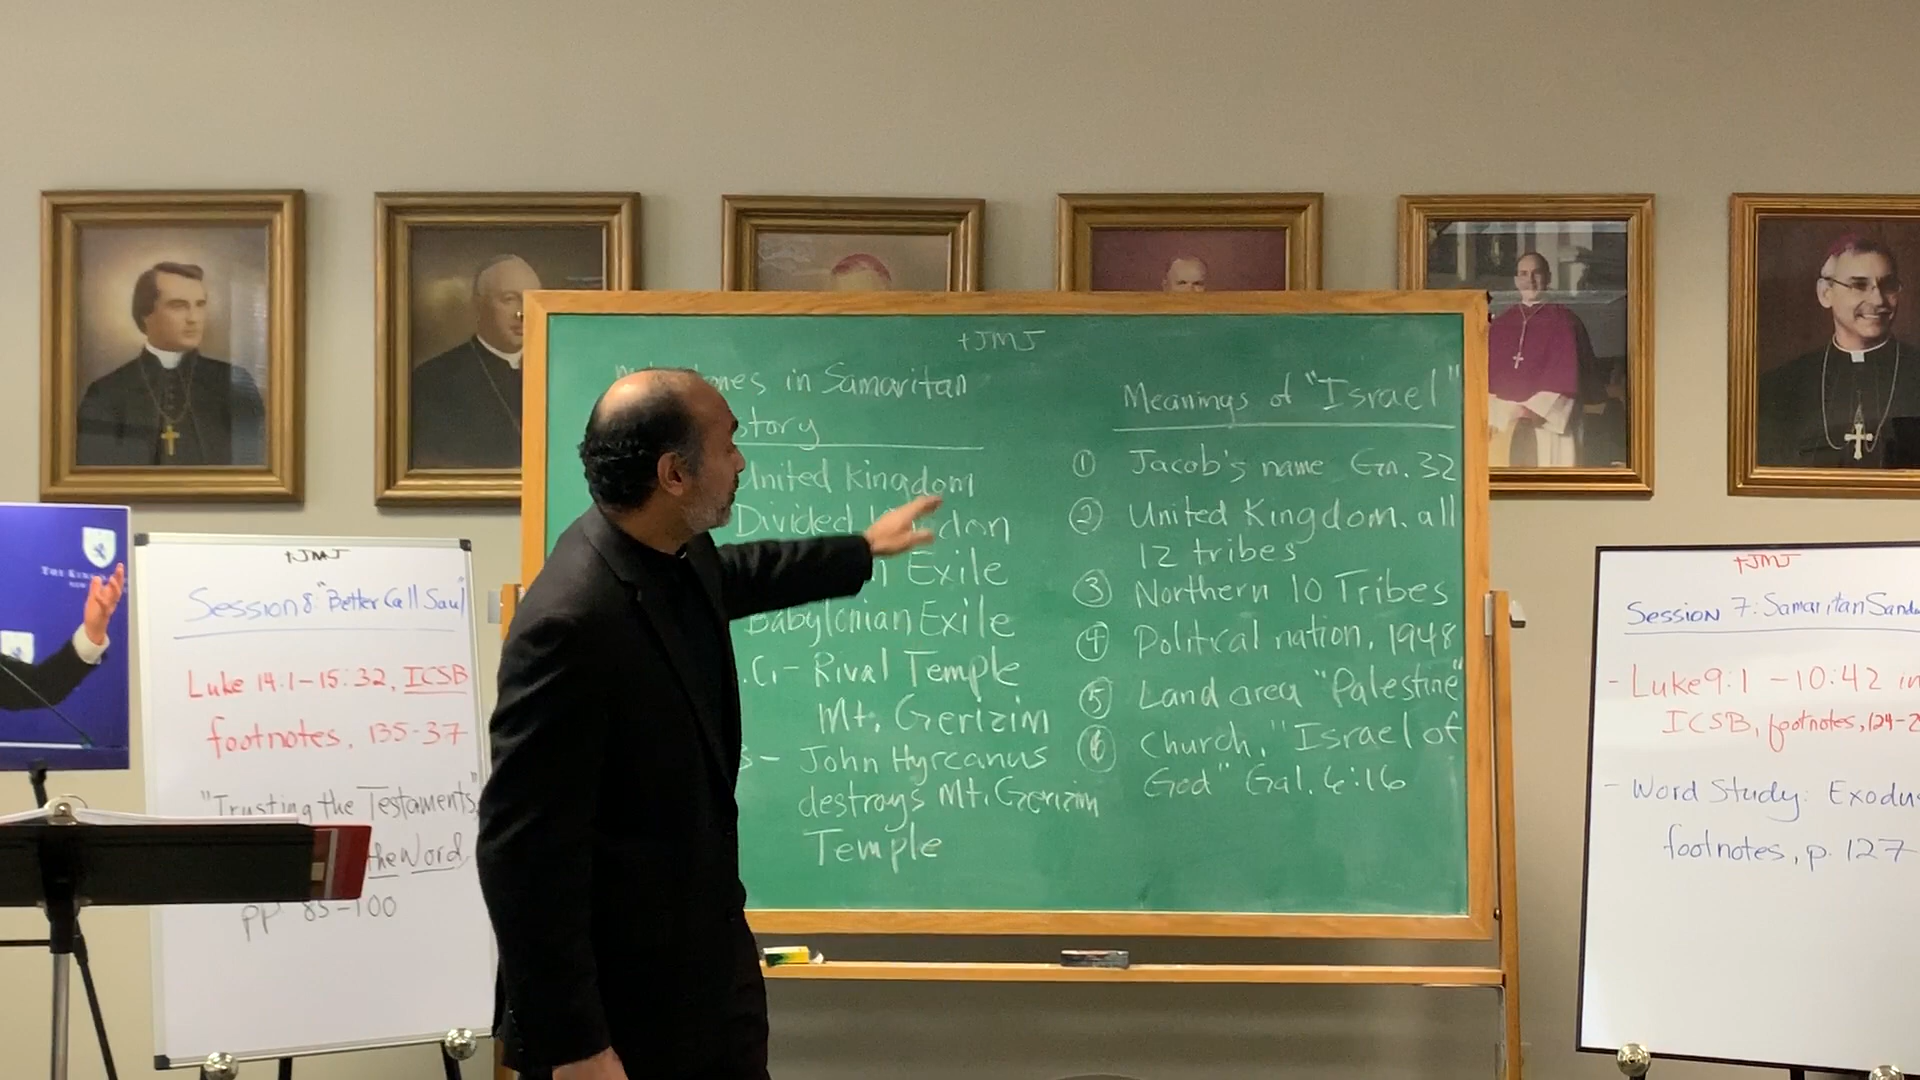 +JMJ
in Samaritan
Meanings of "Israel"
United Kingdom
Divided
Exile
Babylonian Exile
.C. - Rival Temple
Mt. Gerizim
- John Hyrcanus
destroys Mt. Gerizim
Temple
① Jacob's name Gn. 32
② United Kingdom. all
12 tribes
③ Northern 10 Tribes
④ Political nation, 1948
⑤ Land area "Palestine"
⑥ Church, "Israel of
God" Gal. 6:16
+JMJ
Session 8: "Better Call Saul"
Luke 14:1-15:32, ICSB
footnotes, 135-37
"Trusting the Testaments"
the Word,
pp 85-100
+JMJ
Session 7: Samaritan
- Luke 9:1 - 10:42 in
ICSB, footnotes, 124-2
- Word Study: Exodus
footnotes, p. 127